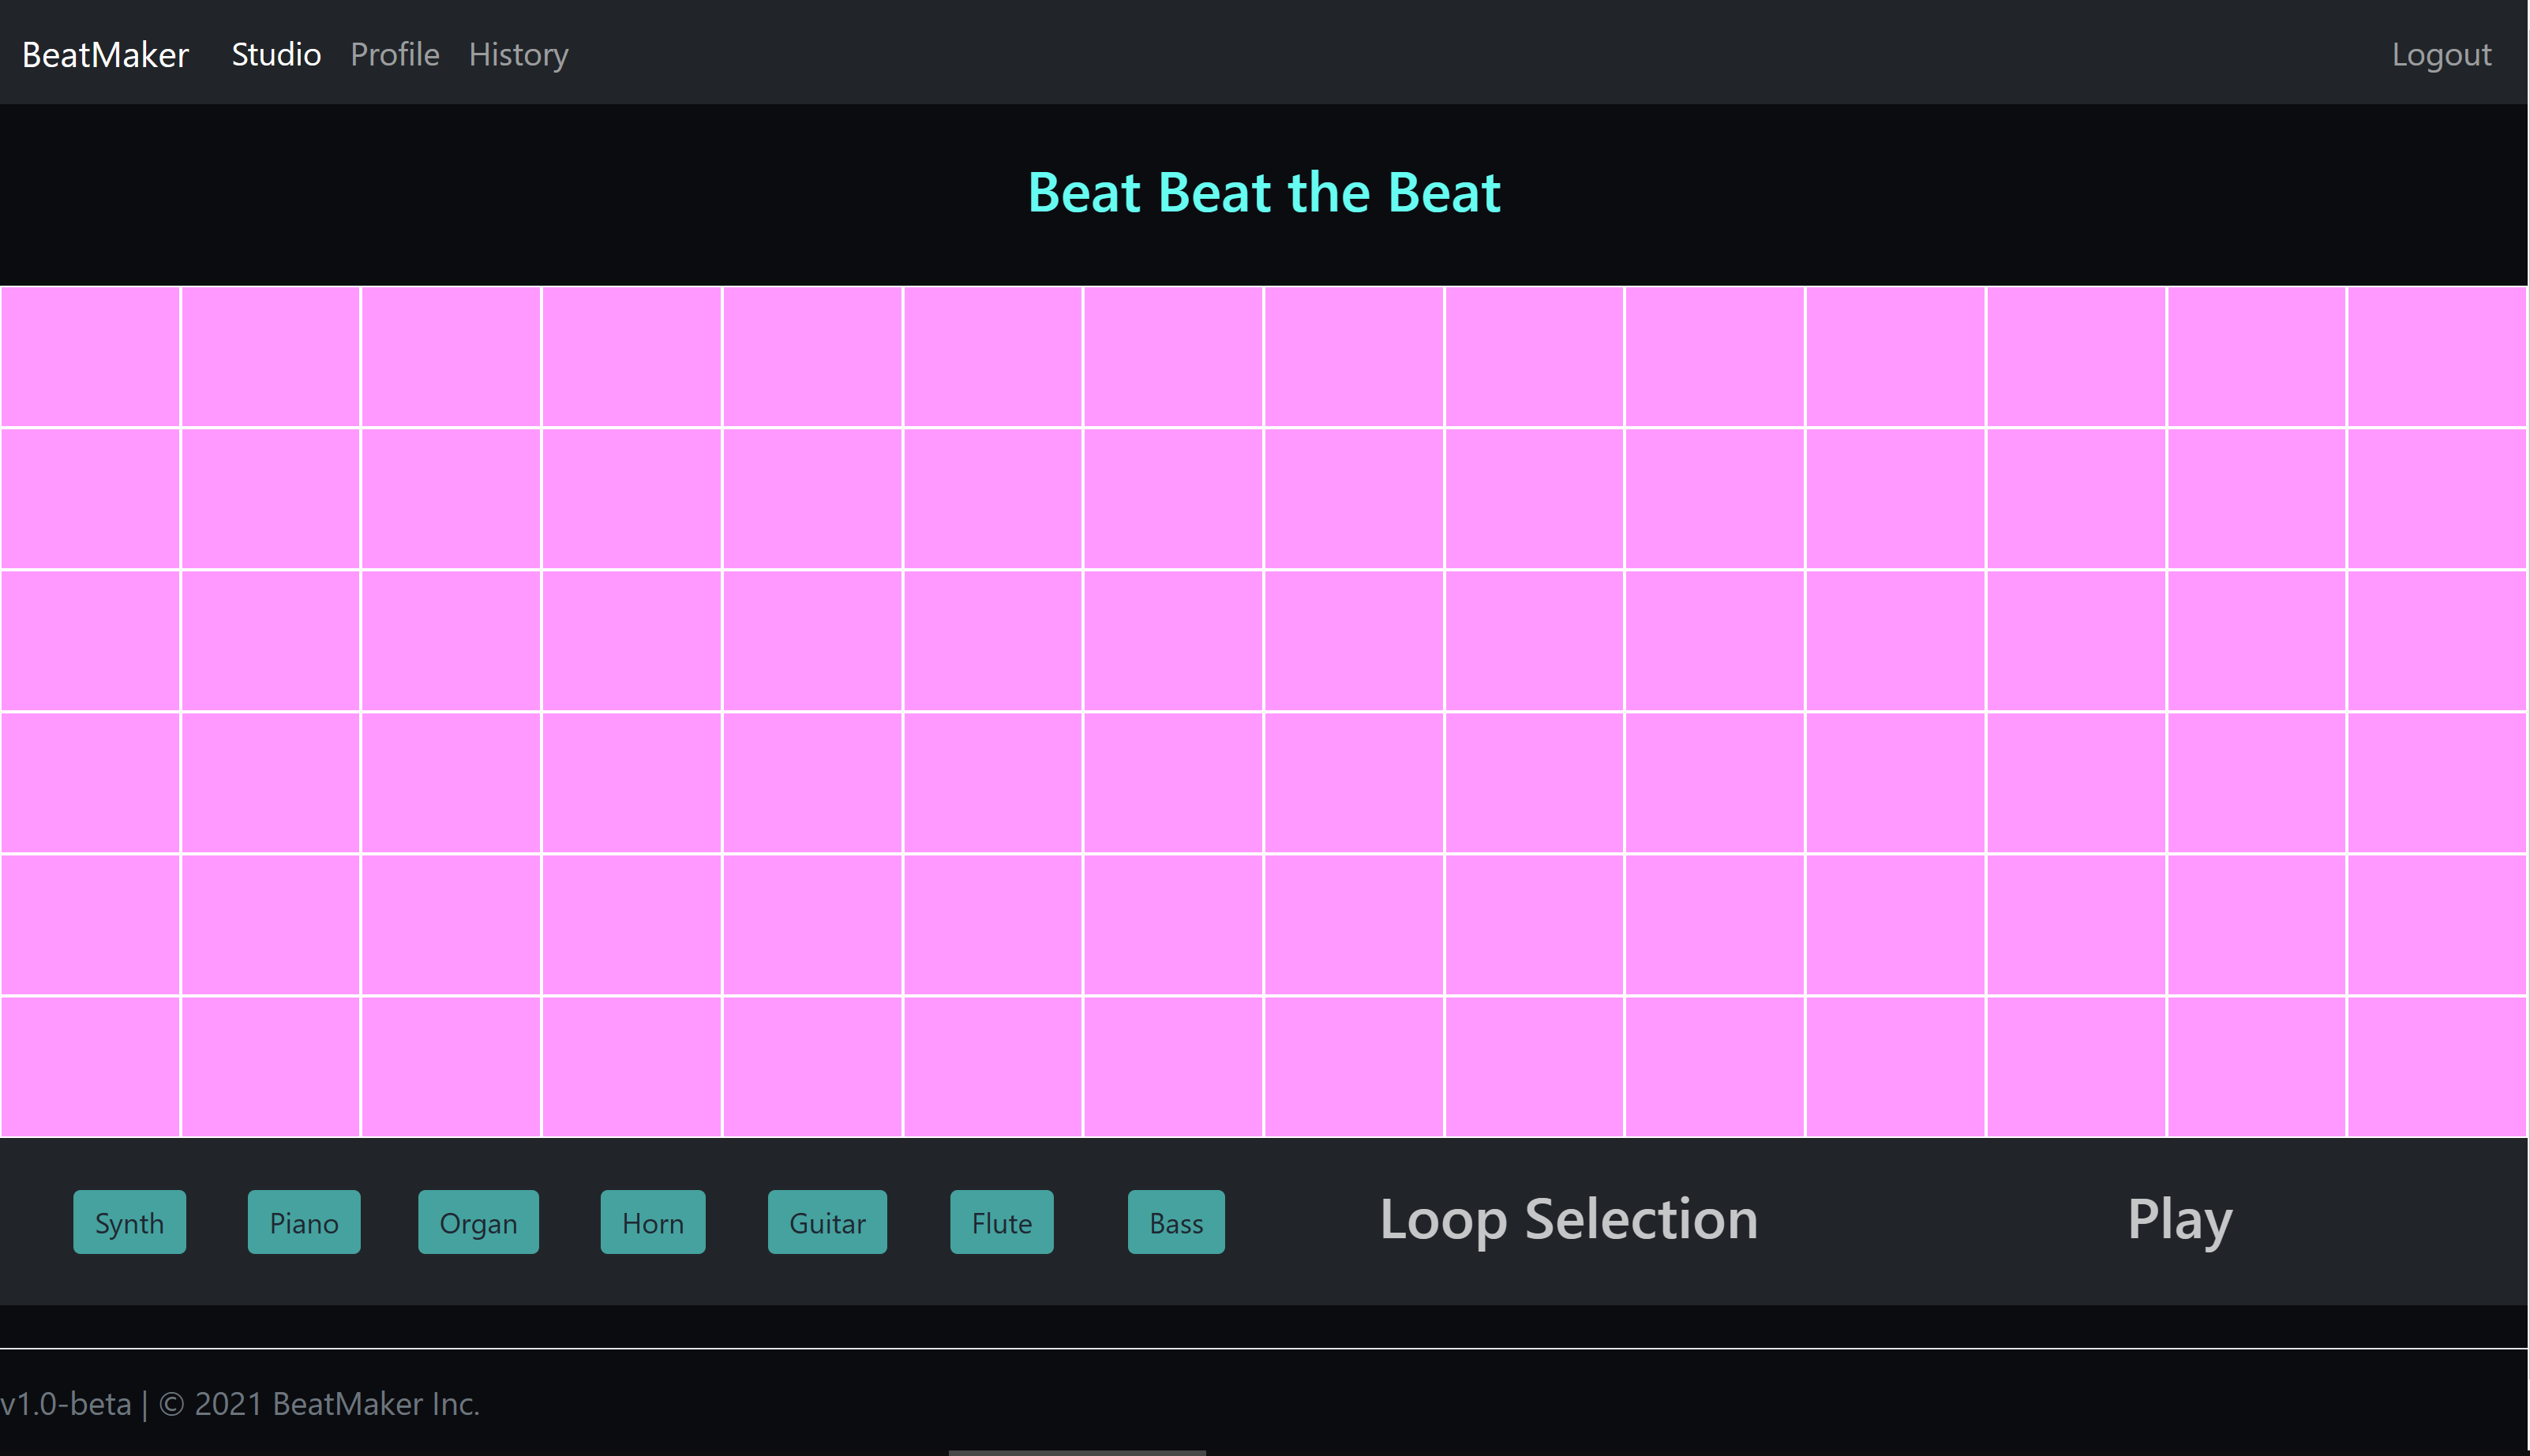 BeatMaker Studio Profile History Logout
Beat Beat the Beat
Synth Piano Organ Horn Guitar Flute Bass Loop Selection Play
v1.0-beta | © 2021 BeatMaker Inc.